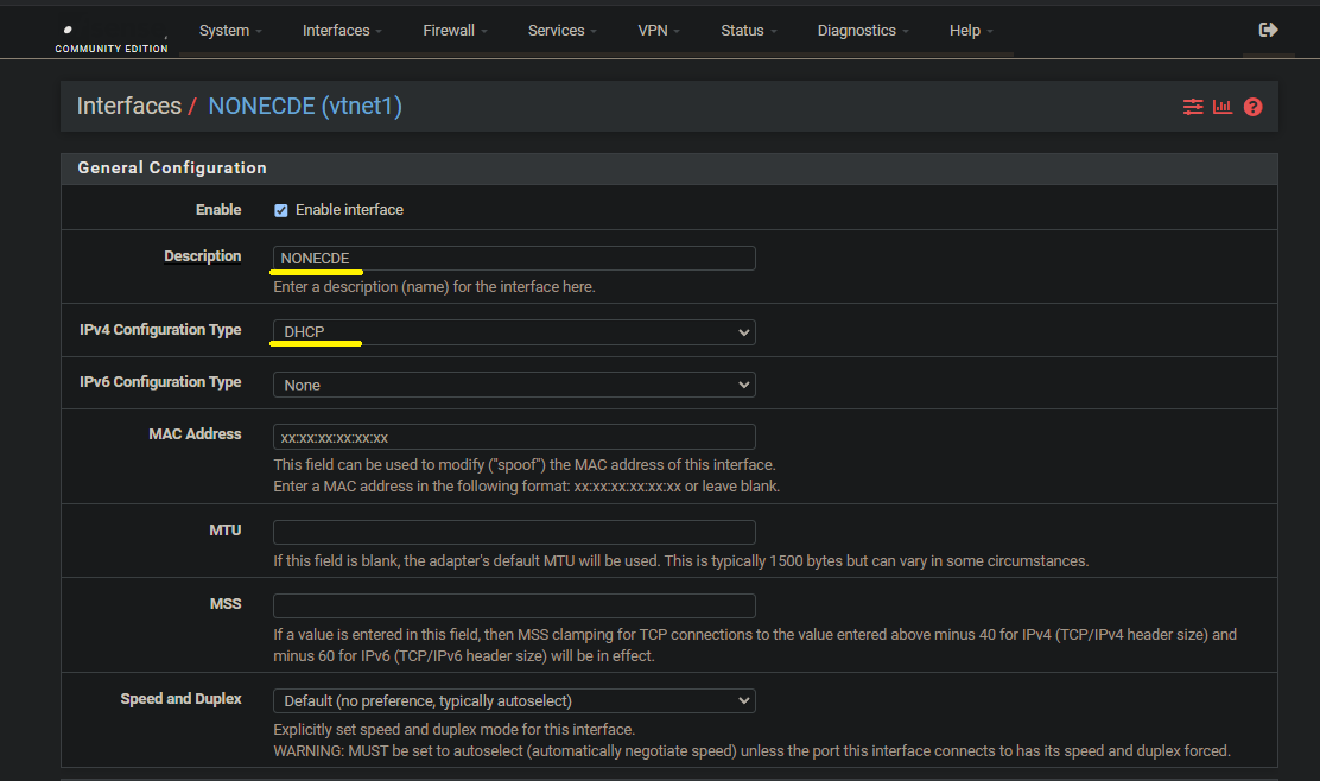 System Interfaces Firewall Services VPN Status Diagnostics Help
COMMUNITY EDITION
Interfaces / NONECDE (vtnet1)
General Configuration
Enable Enable interface
Description NONECDE
Enter a description (name) for the interface here.
IPv4 Configuration Type DHCP
IPv6 Configuration Type None
MAC Address xx:xx:xx:xx:xx:xx
This field can be used to modify ("spoof") the MAC address of this interface.
Enter a MAC address in the following format: xx:xx:xx:xx:xx:xx or leave blank.
MTU
If this field is blank, the adapter's default MTU will be used. This is typically 1500 bytes but can vary in some circumstances.
MSS
If a value is entered in this field, then MSS clamping for TCP connections to the value entered above minus 40 for IPv4 (TCP/IPv4 header size) and
minus 60 for IPv6 (TCP/IPv6 header size) will be in effect.
Speed and Duplex Default (no preference, typically autoselect)
Explicitly set speed and duplex mode for this interface.
WARNING: MUST be set to autoselect (automatically negotiate speed) unless the port this interface connects to has its speed and duplex forced.